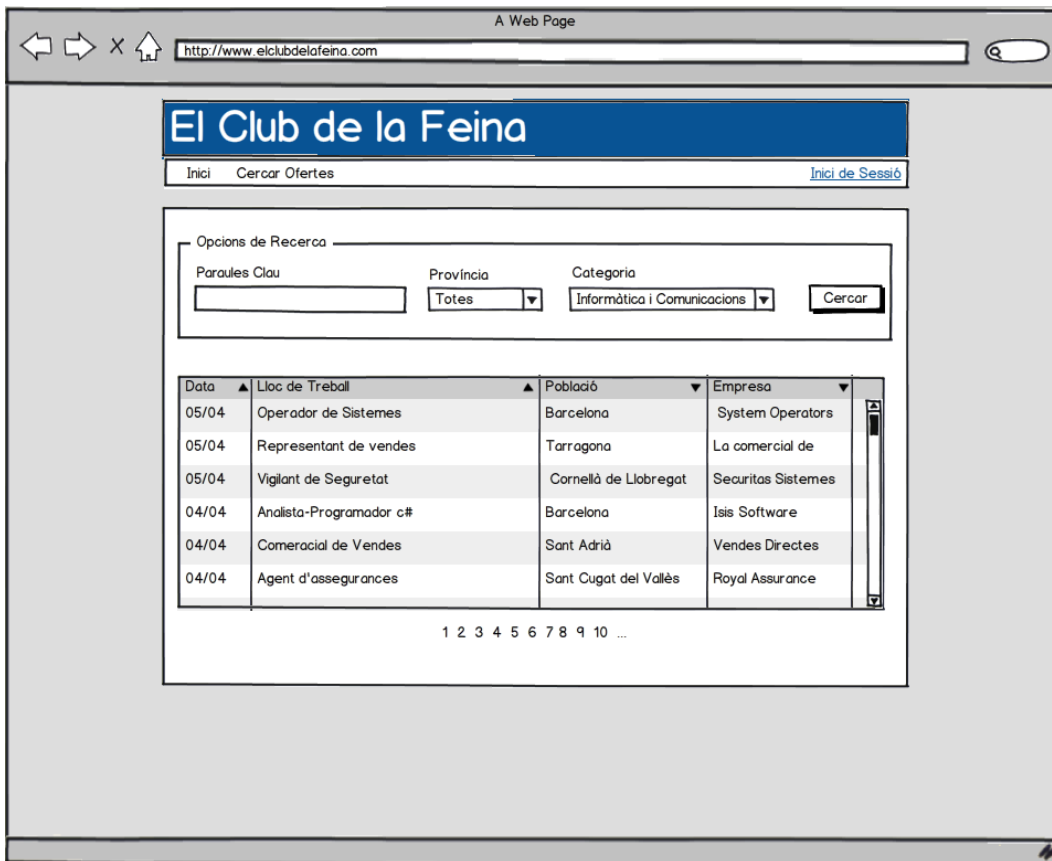 A Web Page
http://www.elclubdelafeina.com
El Club de la Feina
Inici Cercar Ofertes Inici de Sessió
Opcions de Recerca
Paraules Clau Província Categoria
Totes Informàtica i Comunicacions Cercar
Data Lloc de Treball Població Empresa
05/04 Operador de Sistemes Barcelona System Operators
05/04 Representant de vendes Tarragona La comercial de
05/04 Vigilant de Seguretat Cornellà de Llobregat Securitas Sistemes
04/04 Analista-Programador c# Barcelona Isis Software
04/04 Comeracial de Vendes Sant Adrià Vendes Directes
04/04 Agent d'assegurances Sant Cugat del Vallès Royal Assurance
1 2 3 4 5 6 7 8 9 10 ...